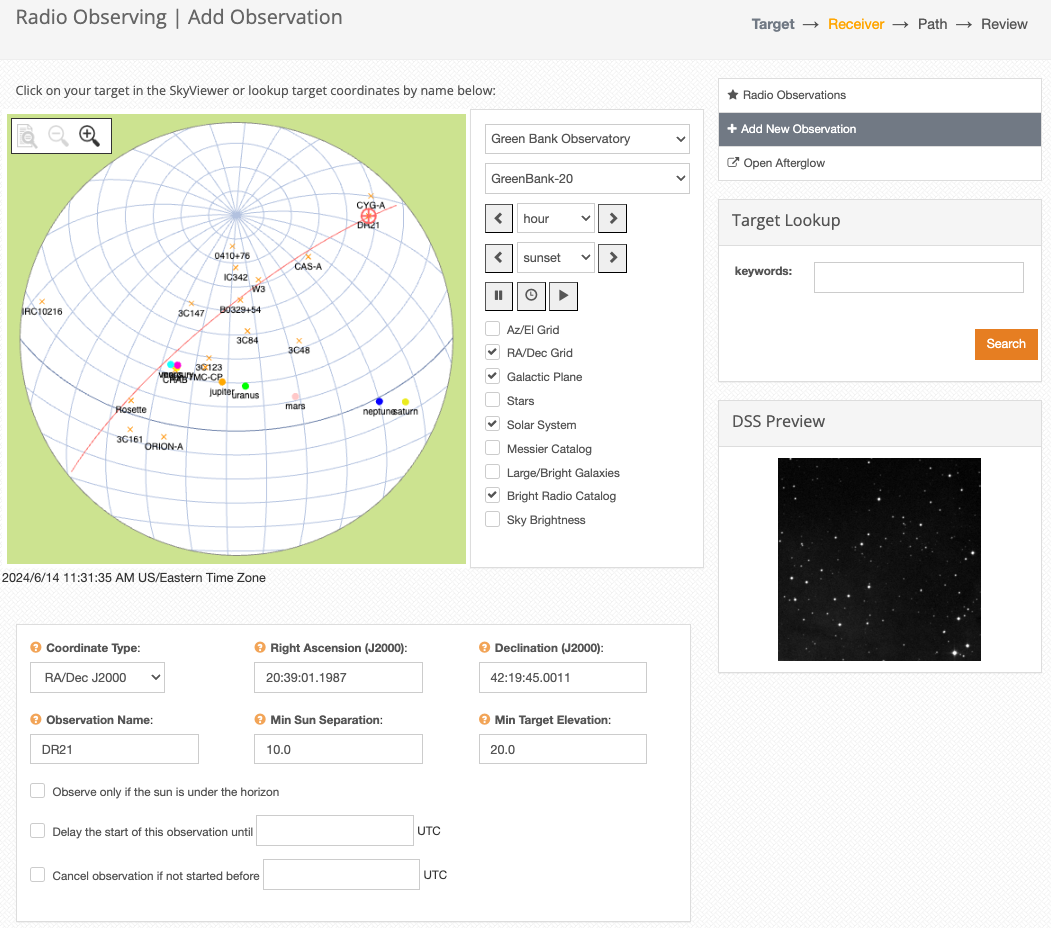 Radio Observing | Add Observation
Target → Receiver → Path → Review
Click on your target in the SkyViewer or lookup target coordinates by name below:
CYG-A
DR21
0410+76
IC342
CAS-A
W3
IRC10216
3C147
B0329+54
3C84
3C48
3C123
CRAB
TMC-CP
jupiter
uranus
mars
neptune
saturn
Rosette
3C161
ORION-A
2024/6/14 11:31:35 AM US/Eastern Time Zone
Green Bank Observatory
GreenBank-20
hour
sunset
Az/El Grid
RA/Dec Grid
Galactic Plane
Stars
Solar System
Messier Catalog
Large/Bright Galaxies
Bright Radio Catalog
Sky Brightness
Radio Observations
Add New Observation
Open Afterglow
Target Lookup
keywords:
Search
DSS Preview
Coordinate Type: Right Ascension (J2000): Declination (J2000):
RA/Dec J2000 20:39:01.1987 42:19:45.0011
Observation Name: Min Sun Separation: Min Target Elevation:
DR21 10.0 20.0
Observe only if the sun is under the horizon
Delay the start of this observation until UTC
Cancel observation if not started before UTC